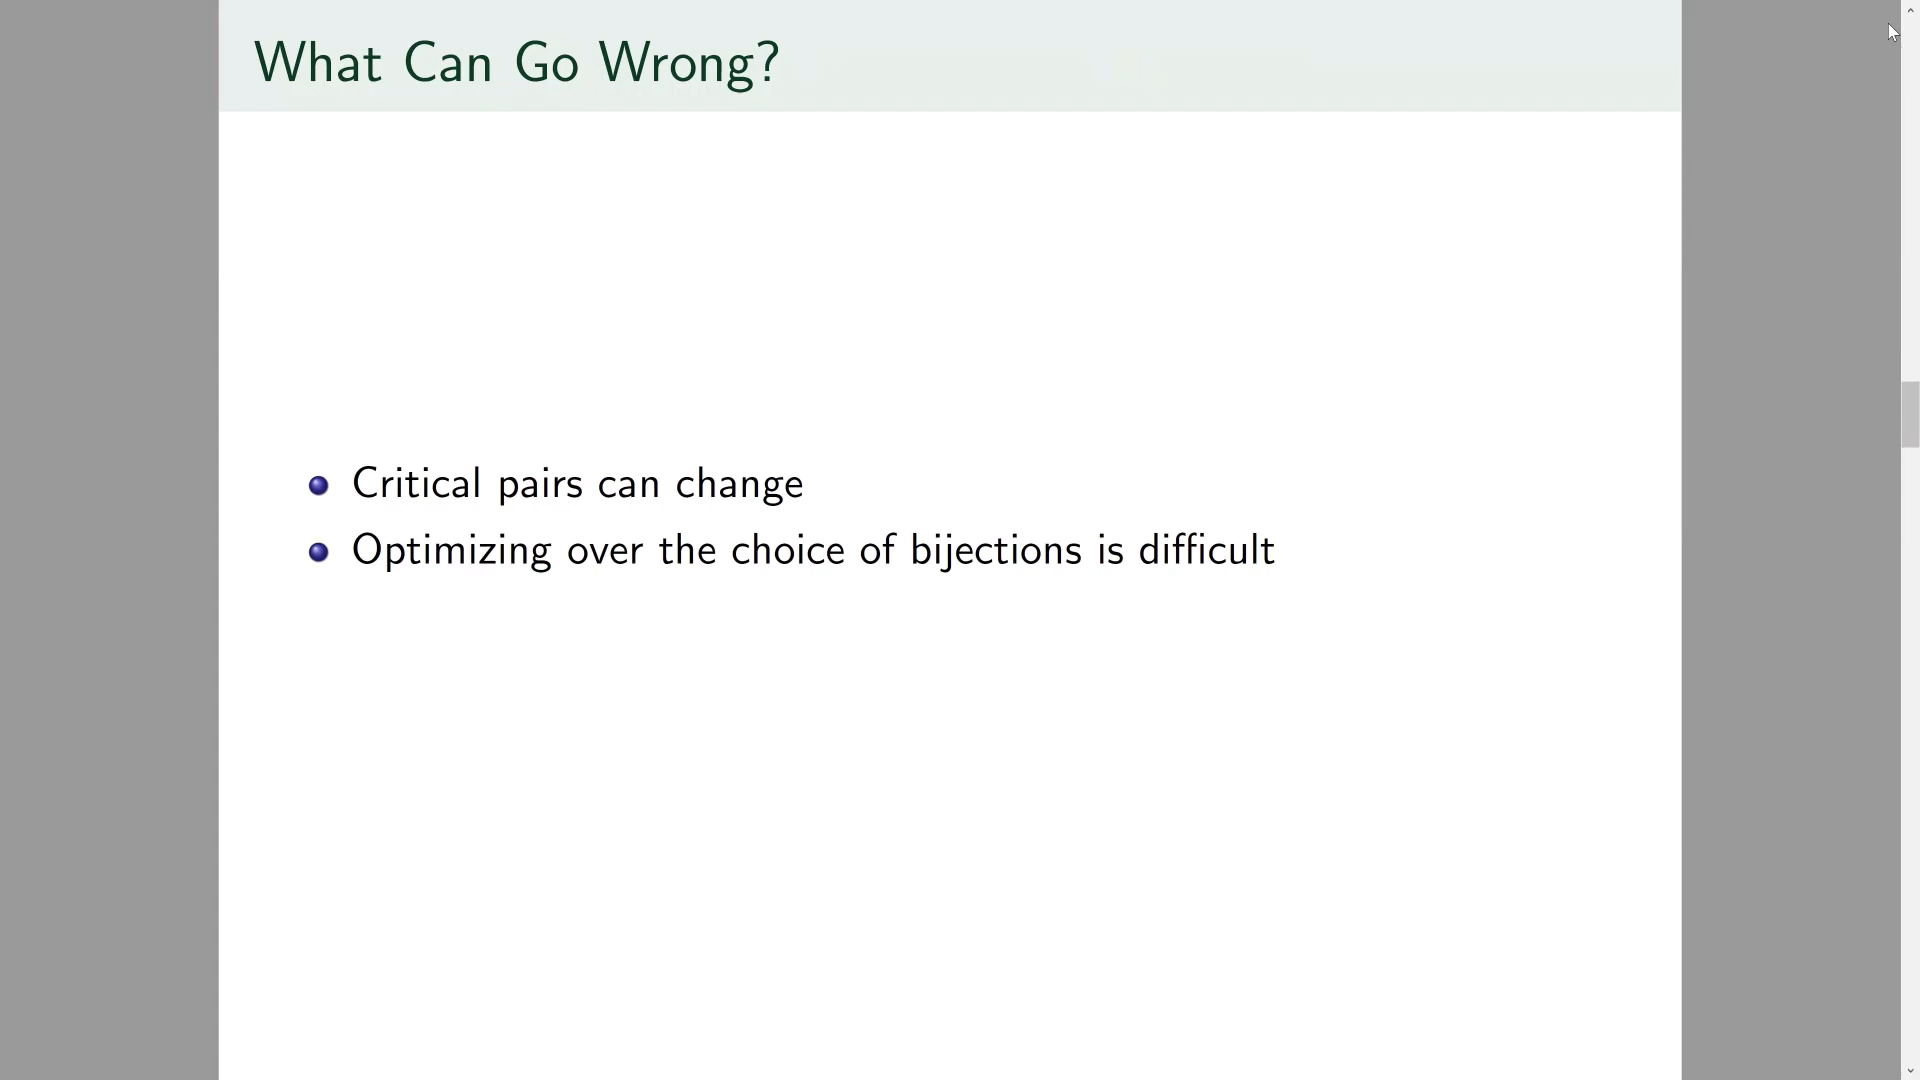 What Can Go Wrong?
Critical pairs can change
Optimizing over the choice of bijections is difficult